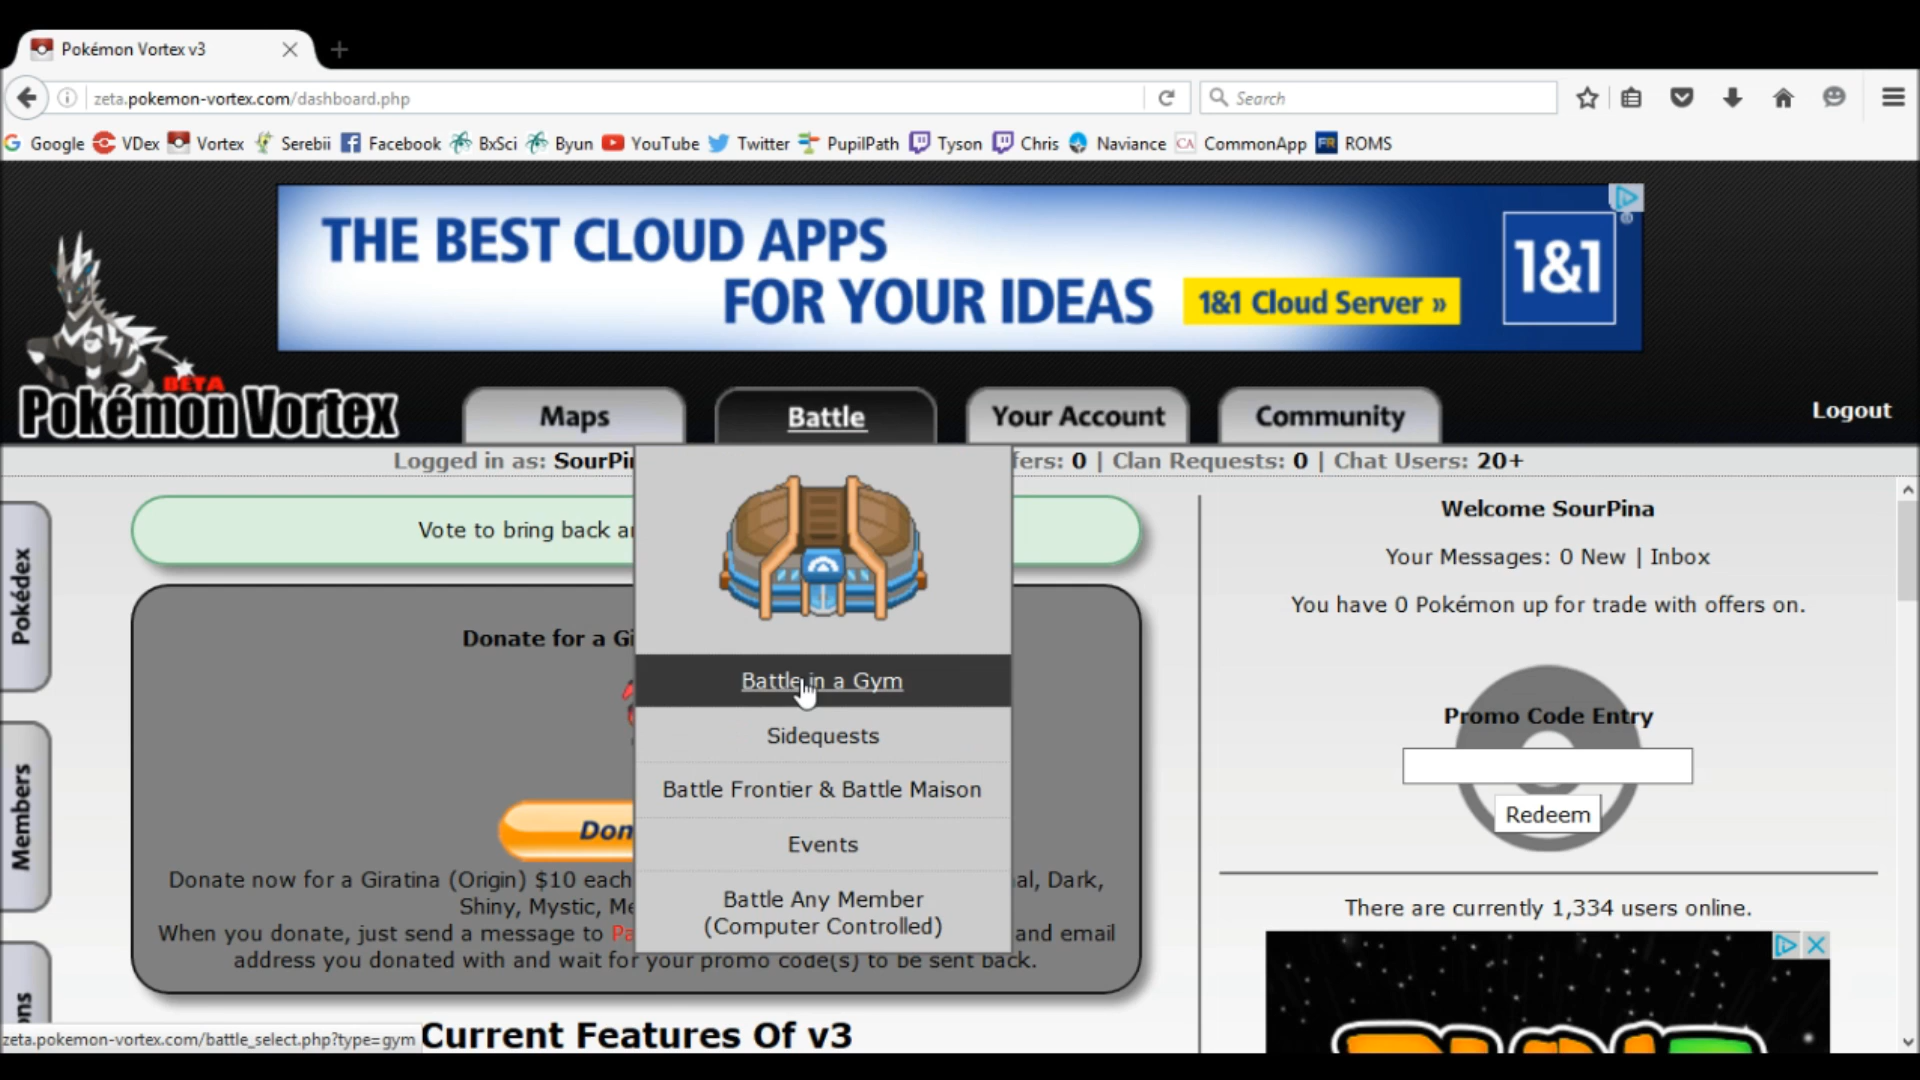 Pokémon Vortex v3
zeta.pokemon-vortex.com/dashboard.php
Search
Google VDex Vortex Serebii Facebook BxSci Byun YouTube Twitter PupilPath Tyson Chris Naviance CA CommonApp FR ROMS
THE BEST CLOUD APPS
FOR YOUR IDEAS
1&1 Cloud Server »
1&1
®
BETA
Pokémon Vortex
Maps
Battle
Your Account
Community
Logout
Logged in as: SourPi
fers: 0 | Clan Requests: 0 | Chat Users: 20+
Pokédex
Members
ns
Vote to bring back a
Donate for a Gi
Don
Donate now for a Giratina (Origin) $10 each
al, Dark,
Shiny, Mystic, Me
When you donate, just send a message to Pa
and email
address you donated with and wait for your promo code(s) to be sent back.
Battle in a Gym
Sidequests
Battle Frontier & Battle Maison
Events
Battle Any Member
(Computer Controlled)
Welcome SourPina
Your Messages: 0 New | Inbox
You have 0 Pokémon up for trade with offers on.
Promo Code Entry
Redeem
There are currently 1,334 users online.
Current Features Of v3
zeta.pokemon-vortex.com/battle_select.php?type=gym